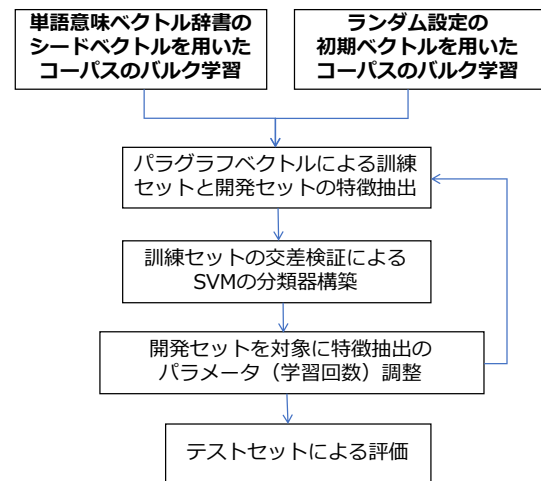 単語意味ベクトル辞書の
シードベクトルを用いた
コーパスのバルク学習
ランダム設定の
初期ベクトルを用いた
コーパスのバルク学習
パラグラフベクトルによる訓練
セットと開発セットの特徴抽出
訓練セットの交差検証による
SVMの分類器構築
開発セットを対象に特徴抽出の
パラメータ（学習回数）調整
テストセットによる評価